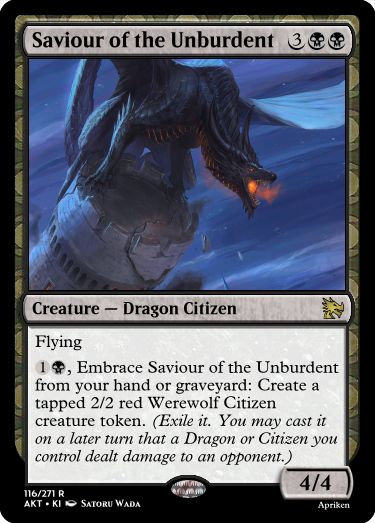 Saviour of the Unburdent 3
Creature — Dragon Citizen
Flying
1, Embrace Saviour of the Unburdent
from your hand or graveyard: Create a
tapped 2/2 red Werewolf Citizen
creature token. (Exile it. You may cast it
on a later turn that a Dragon or Citizen you
control dealt damage to an opponent.)
4/4
116/271 R
AKT • KI Satoru Wada
Apriken